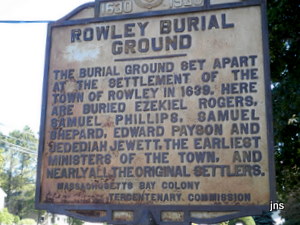 1630 1930
ROWLEY BURIAL
GROUND
THE BURIAL GROUND SET APART
AT THE SETTLEMENT OF THE
TOWN OF ROWLEY IN 1639. HERE
ARE BURIED EZEKIEL ROGERS,
SAMUEL PHILLIPS, SAMUEL
SHEPARD, EDWARD PAYSON AND
JEDEDIAH JEWETT, THE EARLIEST
MINISTERS OF THE TOWN, AND
NEARLY ALL THE ORIGINAL SETTLERS.
MASSACHUSETTS BAY COLONY
TERCENTENARY COMMISSION
jns